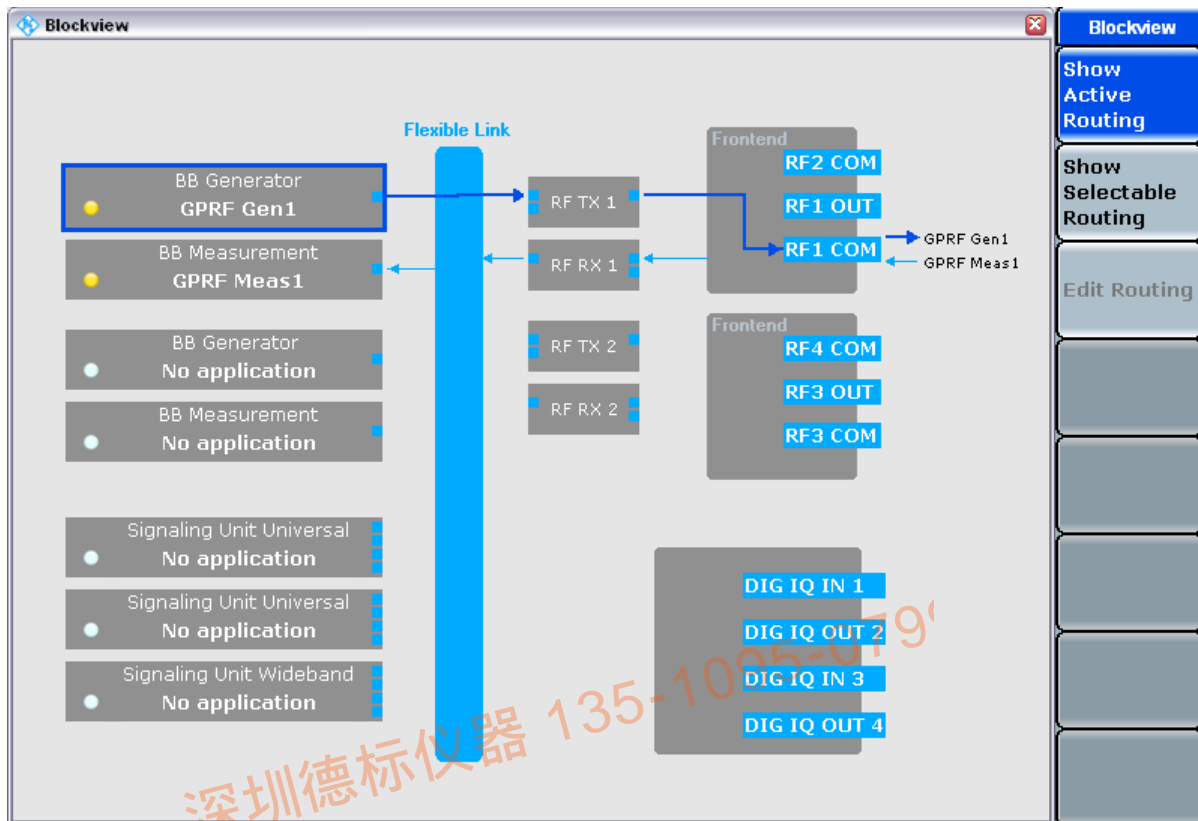 Blockview
Blockview
Show
Active
Routing
Show
Selectable
Routing
Edit Routing
Flexible Link
BB Generator
GPRF Gen1
BB Measurement
GPRF Meas1
BB Generator
No application
BB Measurement
No application
Signaling Unit Universal
No application
Signaling Unit Universal
No application
Signaling Unit Wideband
No application
RF TX 1
RF RX 1
RF TX 2
RF RX 2
Frontend
RF2 COM
RF1 OUT
RF1 COM
GPRF Gen1
GPRF Meas1
Frontend
RF4 COM
RF3 OUT
RF3 COM
DIG IQ IN 1
DIG IQ OUT 2
DIG IQ IN 3
DIG IQ OUT 4
深圳德标仪器 135-1095-0799